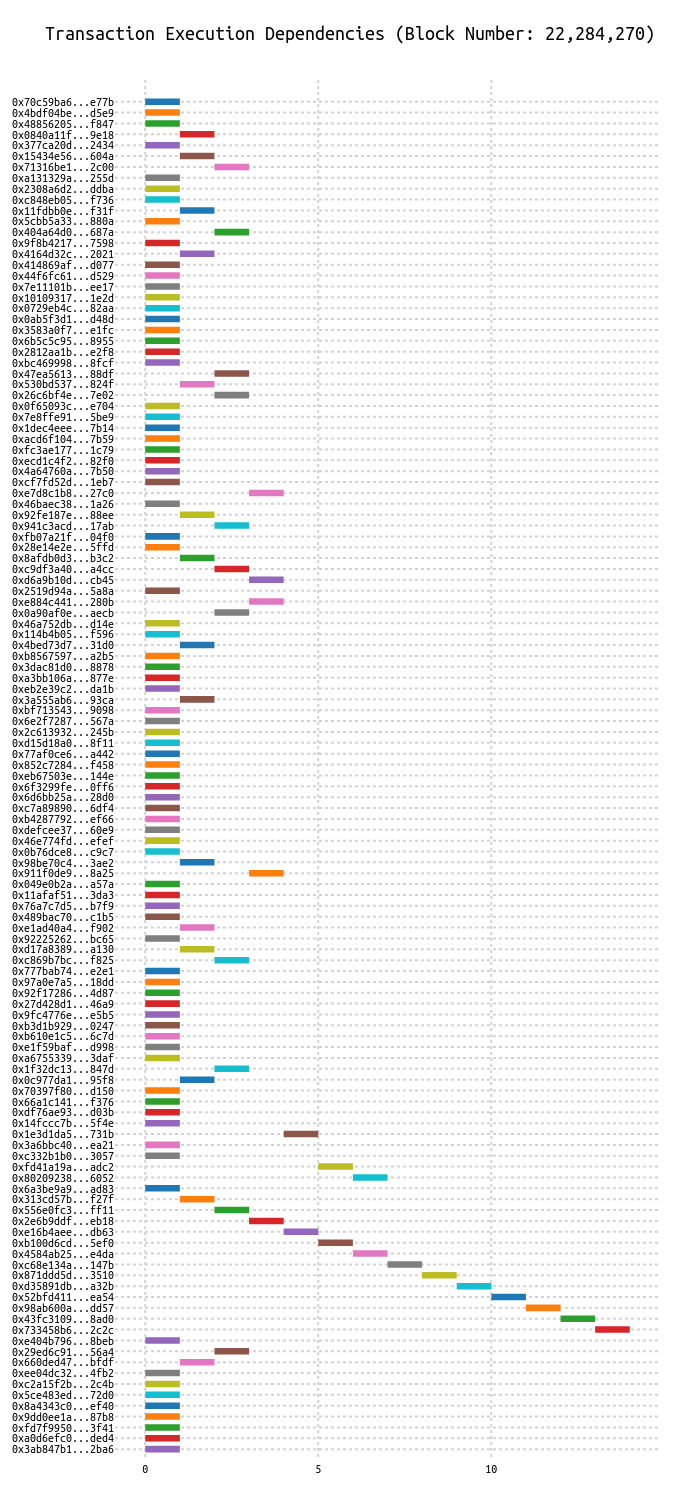 Transaction Execution Dependencies (Block Number: 22,284,270)
0x70c59ba6...e77b
0x4bdf04be...d5e9
0x48856205...f847
0x0840a11f...9e18
0x377ca20d...2434
0x15434e56...604a
0x71316be1...2c00
0xa131329a...255d
0x2308a6d2...ddba
0xc848eb05...f736
0x11fdbb0e...f31f
0x5cbb5a33...880a
0x404a64d0...687a
0x9f8b4217...7598
0x4164d32c...2021
0x414869af...d077
0x44f6fc61...d529
0x7e11101b...ee17
0x10109317...1e2d
0x0729eb4c...82aa
0x0ab5f3d1...d48d
0x3583a0f7...e1fc
0x6b5c5c95...8955
0x2812aa1b...e2f8
0xbc469998...8fcf
0x47ea5613...88df
0x530bd537...824f
0x26c6bf4e...7e02
0x0f65093c...e704
0x7e8ffe91...5be9
0x1dec4eee...7b14
0xacd6f104...7b59
0xfc3ae177...1c79
0xecd1c4f2...82f0
0x4a64760a...7b50
0xcf7fd52d...1eb7
0xe7d8c1b8...27c0
0x46baec38...1a26
0x92fe187e...88ee
0x941c3acd...17ab
0xfb07a21f...04f0
0x28e14e2e...5ffd
0x8afdb0d3...b3c2
0xc9df3a40...a4cc
0xd6a9b10d...cb45
0x2519d94a...5a8a
0xe884c441...280b
0x0a90af0e...aecb
0x46a752db...d14e
0x114b4b05...f596
0x4bed73d7...31d0
0xb8567597...a2b5
0x3dac81d0...8878
0xa3bb106a...877e
0xeb2e39c2...da1b
0x3a555ab6...93ca
0xbf713543...9098
0x6e2f7287...567a
0x2c613932...245b
0xd15d18a0...8f11
0x77af0ce6...a442
0x852c7284...f458
0xeb67503e...144e
0x6f3299fe...0ff6
0x6d6bb25a...28d0
0xc7a89890...6df4
0xb4287792...ef66
0xdefcee37...60e9
0x46e774fd...efef
0x0b76dce8...c9c7
0x98be70c4...3ae2
0x911f0de9...8a25
0x049e0b2a...a57a
0x11afaf51...3da3
0x76a7c7d5...b7f9
0x489bac70...c1b5
0xe1ad40a4...f902
0x92225262...bc65
0xd17a8389...a130
0xc869b7bc...f825
0x777bab74...e2e1
0x97a0e7a5...18dd
0x92f17286...4d87
0x27d428d1...46a9
0x9fc4776e...e5b5
0xb3d1b929...0247
0xb610e1c5...6c7d
0xe1f59baf...d998
0xa6755339...3daf
0x1f32dc13...847d
0x0c977da1...95f8
0x70397f80...d150
0x66a1c141...f376
0xdf76ae93...d03b
0x14fccc7b...5f4e
0x1e3d1da5...731b
0x3a6bbc40...ea21
0xc332b1b0...3057
0xfd41a19a...adc2
0x80209238...6052
0x6a3be9a9...ad83
0x313cd57b...f27f
0x556e0fc3...ff11
0x2e6b9ddf...eb18
0xe16b4aee...db63
0xb100d6cd...5ef0
0x4584ab25...e4da
0xc68e134a...147b
0x871ddd5d...3510
0xd35891db...a32b
0x52bfd411...ea54
0x98ab600a...dd57
0x43fc3109...8ad0
0x733458b6...2c2c
0xe404b796...8beb
0x29ed6c91...56a4
0x660ded47...bfdf
0xee04dc32...4fb2
0xc2a15f2b...2c4b
0x5ce483ed...72d0
0x8a4343c0...ef40
0x9dd0ee1a...87b8
0xfd7f9950...3f41
0xa0d6efc0...ded4
0x3ab847b1...2ba6
0 5 10